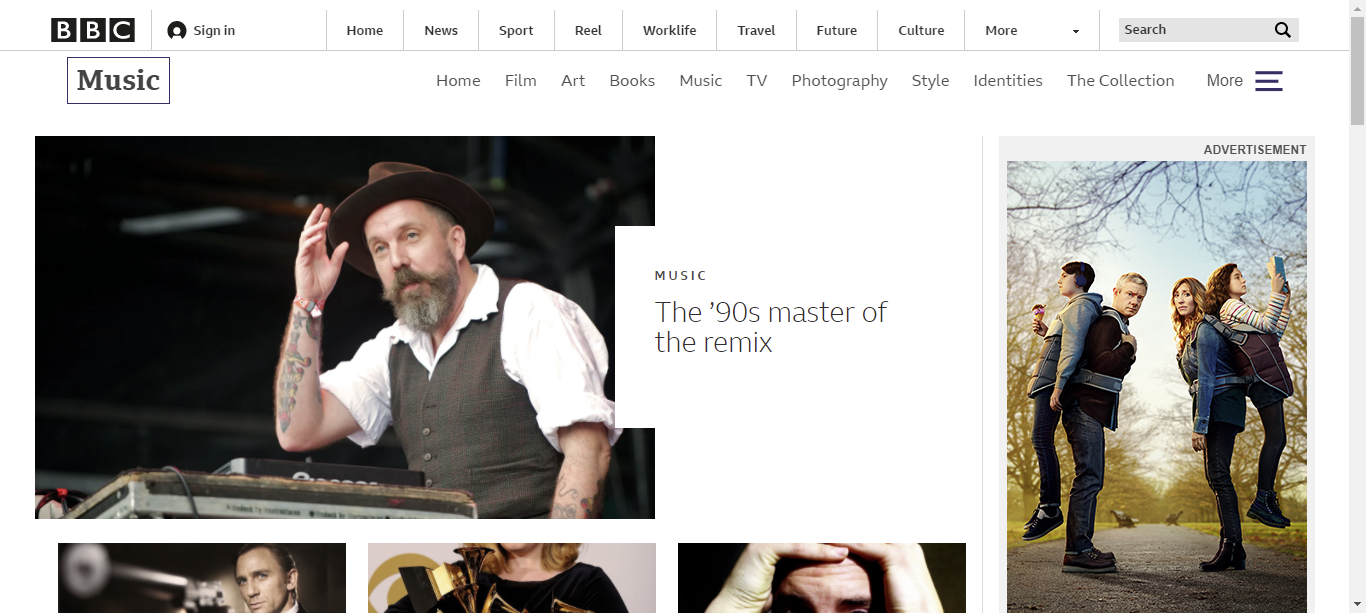 BBC
Sign in
Home
News
Sport
Reel
Worklife
Travel
Future
Culture
More
Search
Music
Home
Film
Art
Books
Music
TV
Photography
Style
Identities
The Collection
More
ADVERTISEMENT
MUSIC
The ’90s master of
the remix